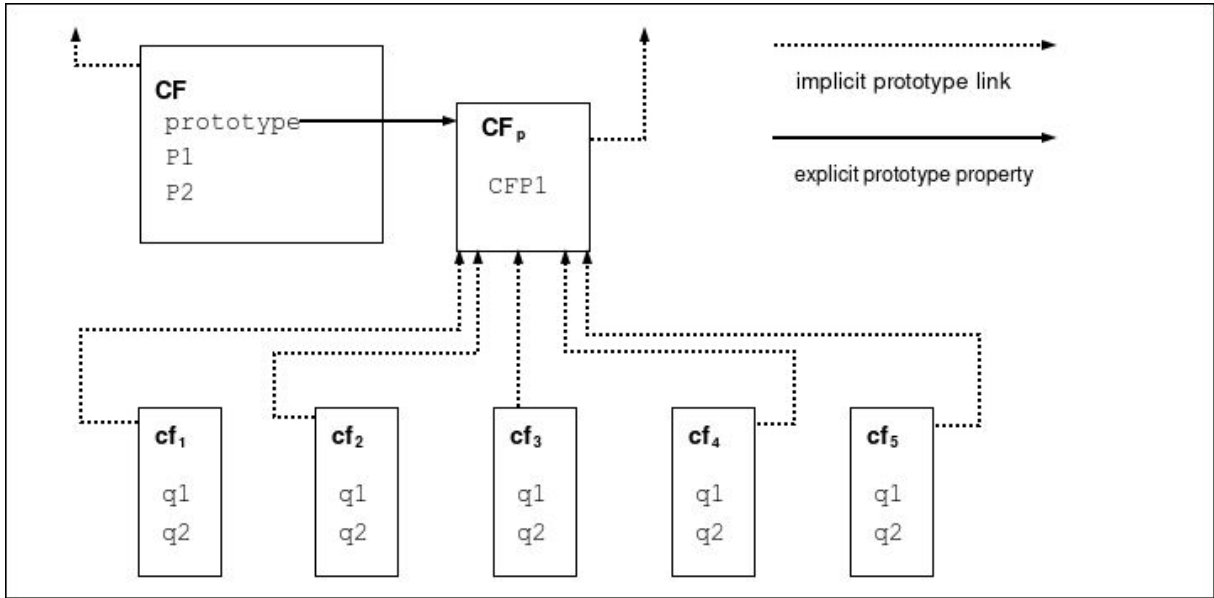 CF
prototype
P1
P2
CFp
CFP1
implicit prototype link
explicit prototype property
cf1
q1
q2
cf2
q1
q2
cf3
q1
q2
cf4
q1
q2
cf5
q1
q2